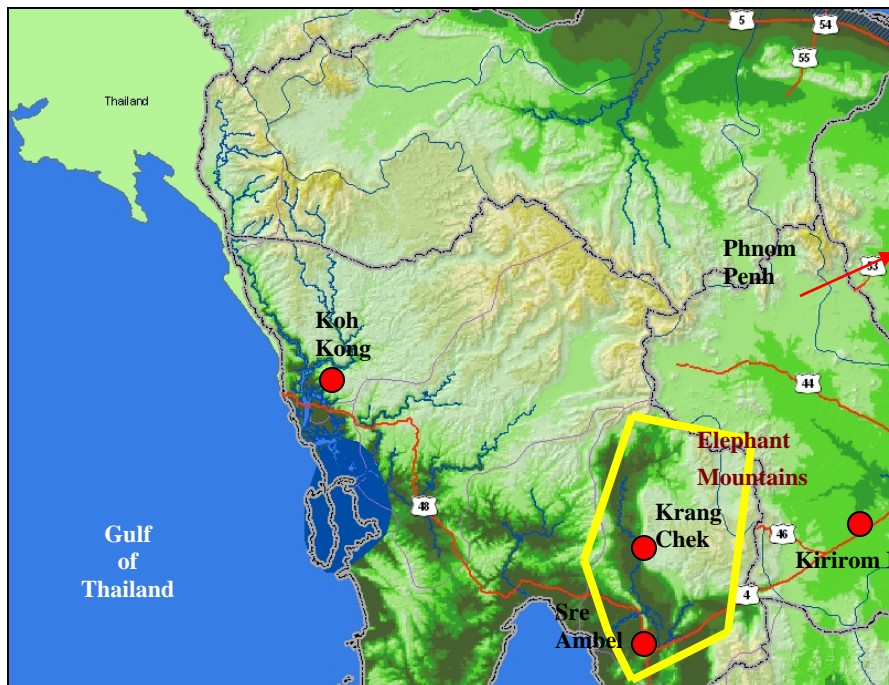 5
54
55
Thailand
Phnom
Penh
53
Koh
Kong
44
Elephant
Mountains
48
Krang
Chek
46
Gulf
of
Thailand
Kirirom
4
Sre
Ambel